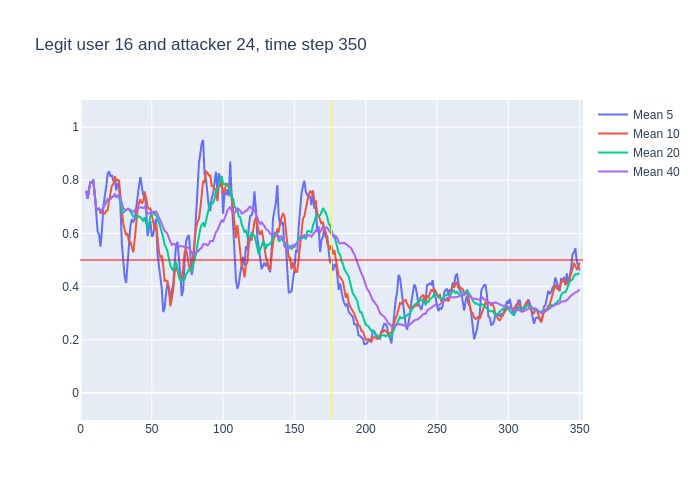 Legit user 16 and attacker 24, time step 350
Mean 5
Mean 10
Mean 20
Mean 40
1
0.8
0.6
0.4
0.2
0
0 50 100 150 200 250 300 350